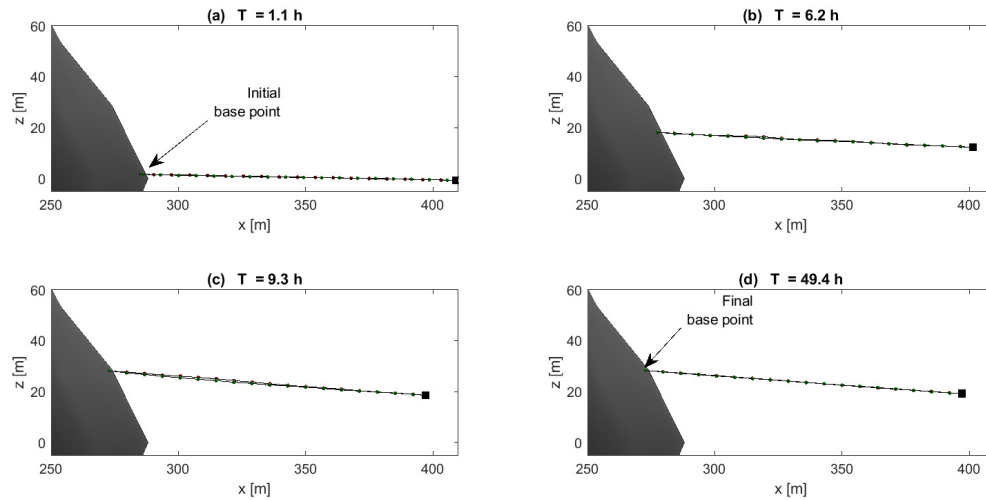 (a) T = 1.1 h
60
40
20
0
z [m]
Initial
base point
250 300 350 400
x [m]
(b) T = 6.2 h
60
40
20
0
z [m]
250 300 350 400
x [m]
(c) T = 9.3 h
60
40
20
0
z [m]
250 300 350 400
x [m]
(d) T = 49.4 h
60
40
20
0
z [m]
Final
base point
250 300 350 400
x [m]